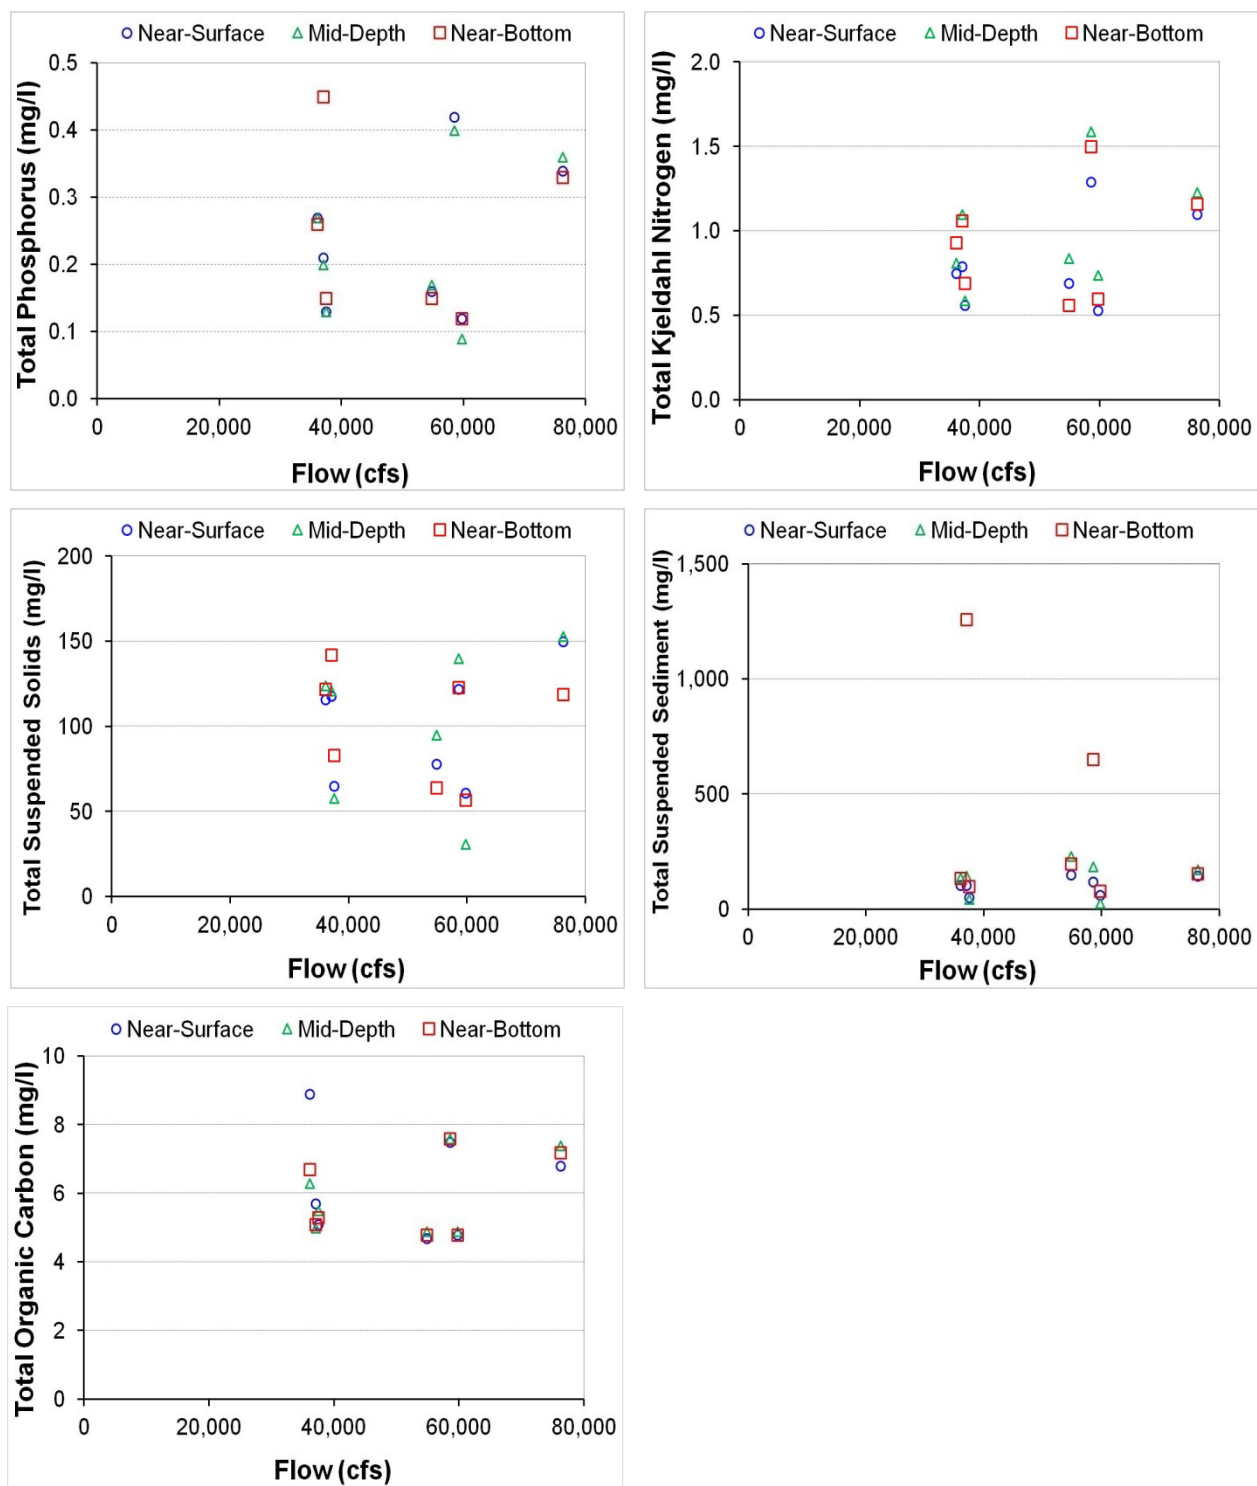 Near-Surface Mid-Depth Near-Bottom
Total Phosphorus (mg/l)
0.5
0.4
0.3
0.2
0.1
0.0
0 20,000 40,000 60,000 80,000
Flow (cfs)
Near-Surface Mid-Depth Near-Bottom
Total Kjeldahl Nitrogen (mg/l)
2.0
1.5
1.0
0.5
0.0
0 20,000 40,000 60,000 80,000
Flow (cfs)
Near-Surface Mid-Depth Near-Bottom
Total Suspended Solids (mg/l)
200
150
100
50
0
0 20,000 40,000 60,000 80,000
Flow (cfs)
Near-Surface Mid-Depth Near-Bottom
Total Suspended Sediment (mg/l)
1,500
1,000
500
0
0 20,000 40,000 60,000 80,000
Flow (cfs)
Near-Surface Mid-Depth Near-Bottom
Total Organic Carbon (mg/l)
10
8
6
4
2
0
0 20,000 40,000 60,000 80,000
Flow (cfs)